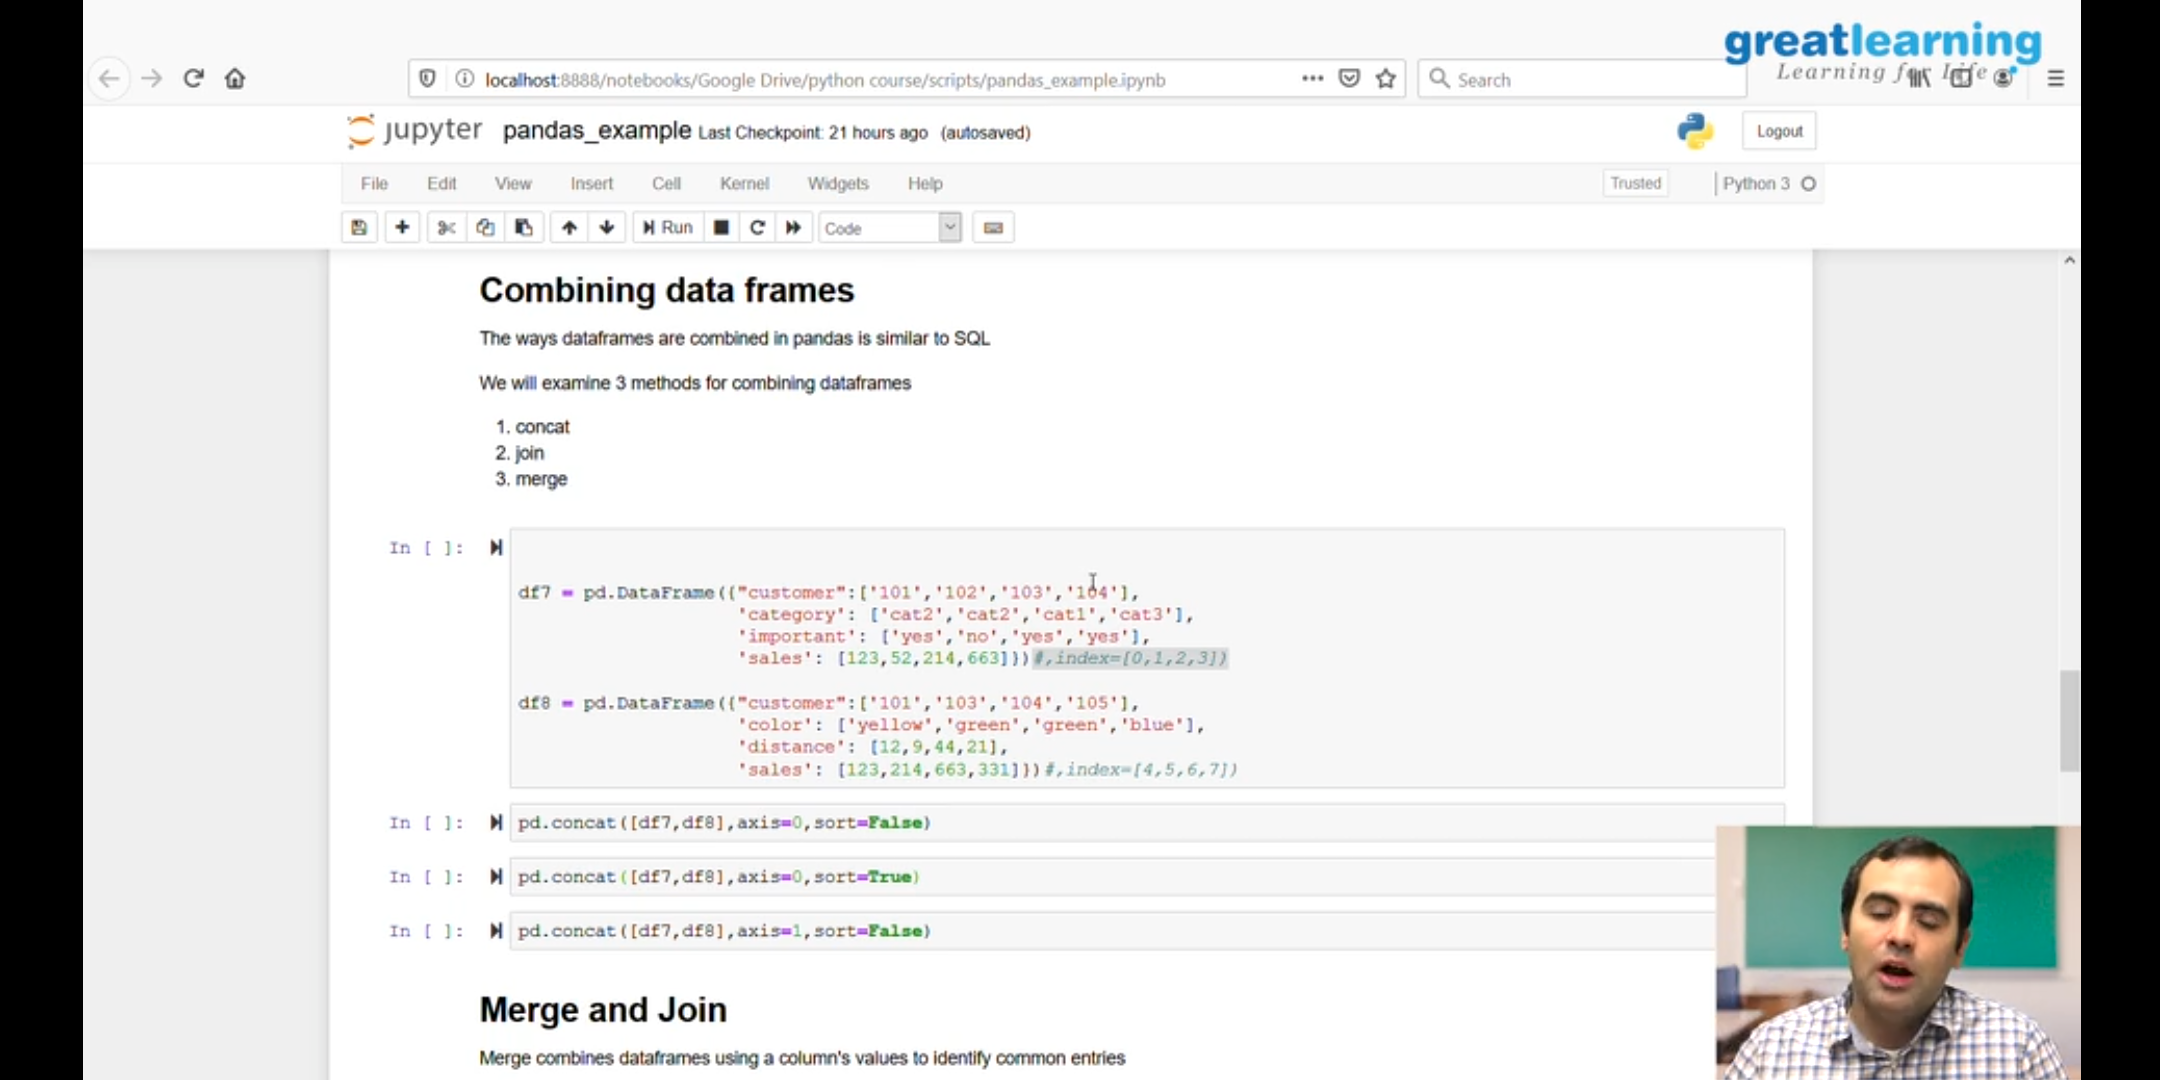 greatlearning
Learning for Life
localhost:8888/notebooks/Google Drive/python course/scripts/pandas_example.ipynb
Search
jupyter pandas_example Last Checkpoint: 21 hours ago (autosaved)
Logout
File Edit View Insert Cell Kernel Widgets Help
Trusted
Python 3
Run
Code
Combining data frames
The ways dataframes are combined in pandas is similar to SQL
We will examine 3 methods for combining dataframes
1. concat
2. join
3. merge
In [ ]:
df7 = pd.DataFrame({"customer":['101','102','103','104'],
'category': ['cat2','cat2','cat1','cat3'],
'important': ['yes','no','yes','yes'],
'sales': [123,52,214,663]})#,index=[0,1,2,3])
df8 = pd.DataFrame({"customer":['101','103','104','105'],
'color': ['yellow','green','green','blue'],
'distance': [12,9,44,21],
'sales': [123,214,663,331]})#,index=[4,5,6,7])
In [ ]: pd.concat([df7,df8],axis=0,sort=False)
In [ ]: pd.concat([df7,df8],axis=0,sort=True)
In [ ]: pd.concat([df7,df8],axis=1,sort=False)
Merge and Join
Merge combines dataframes using a column's values to identify common entries